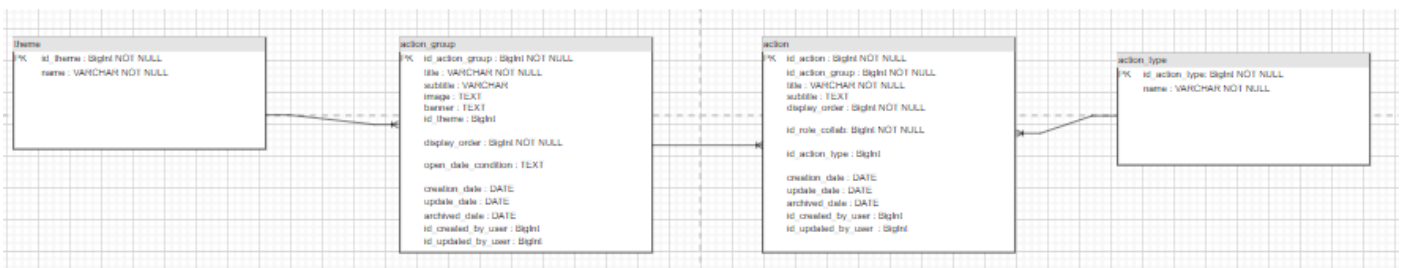 theme
PK id_theme : BigInt NOT NULL
name : VARCHAR NOT NULL
action_group
PK id_action_group : BigInt NOT NULL
title : VARCHAR NOT NULL
subtitle : VARCHAR
image : TEXT
banner : TEXT
id_theme : BigInt
display_order : BigInt NOT NULL
open_date_condition : TEXT
creation_date : DATE
update_date : DATE
archived_date : DATE
id_created_by_user : BigInt
id_updated_by_user : BigInt
action
PK id_action : BigInt NOT NULL
id_action_group : BigInt NOT NULL
title : VARCHAR NOT NULL
subtitle : TEXT
display_order : BigInt NOT NULL
id_role_collab: BigInt NOT NULL
id_action_type : BigInt
creation_date : DATE
update_date : DATE
archived_date : DATE
id_created_by_user : BigInt
id_updated_by_user : BigInt
action_type
PK id_action_type: BigInt NOT NULL
name : VARCHAR NOT NULL